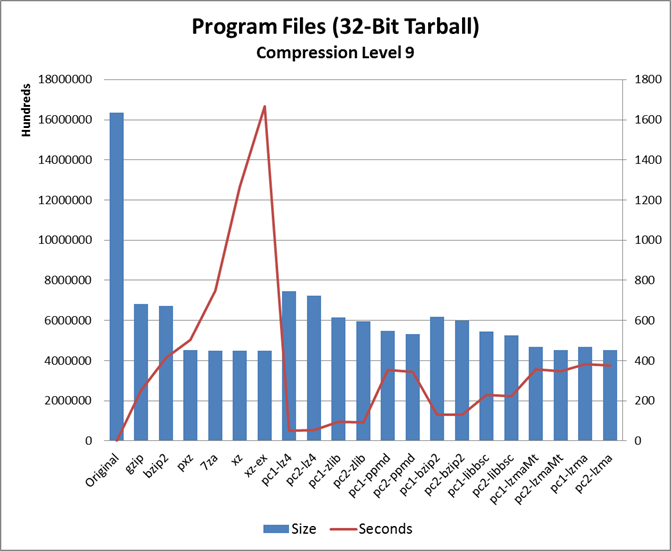 Program Files (32-Bit Tarball)
Compression Level 9
Hundreds
18000000
16000000
14000000
12000000
10000000
8000000
6000000
4000000
2000000
0
1800
1600
1400
1200
1000
800
600
400
200
0
Original
gzip
bzip2
pxz
7za
xz
xz-ex
pc1-lz4
pc2-lz4
pc1-zlib
pc2-zlib
pc1-ppmd
pc2-ppmd
pc1-bzip2
pc2-bzip2
pc1-libbsc
pc2-libbsc
pc1-lzmaMt
pc2-lzmaMt
pc1-lzma
pc2-lzma
Size
Seconds